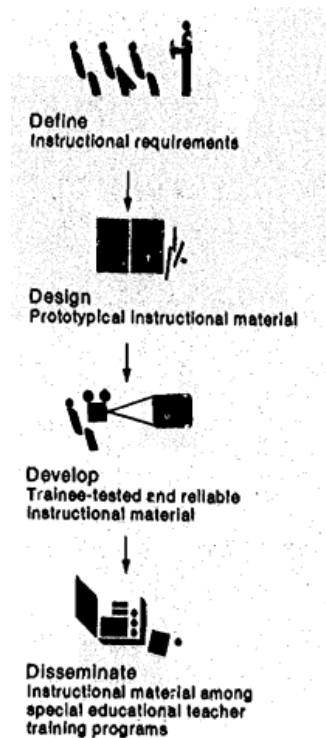 Define
Instructional requirements
Design
Prototypical instructional material
Develop
Trainee-tested and reliable
instructional material
Disseminate
Instructional material among
special educational teacher
training programs